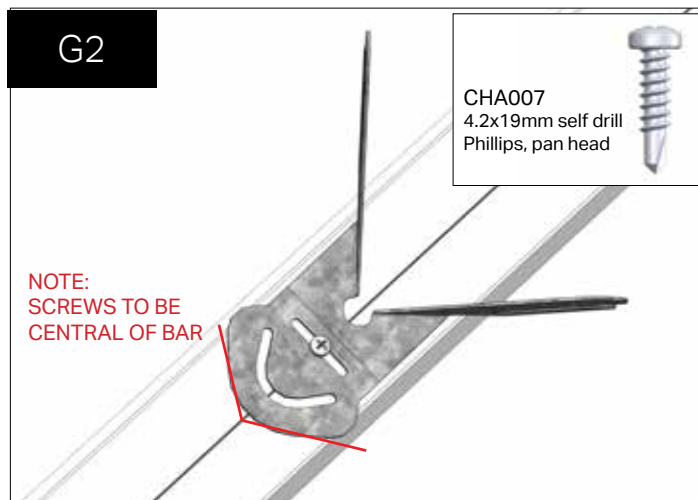 G2
CHA007
4.2x19mm self drill
Phillips, pan head
NOTE:
SCREWS TO BE
CENTRAL OF BAR